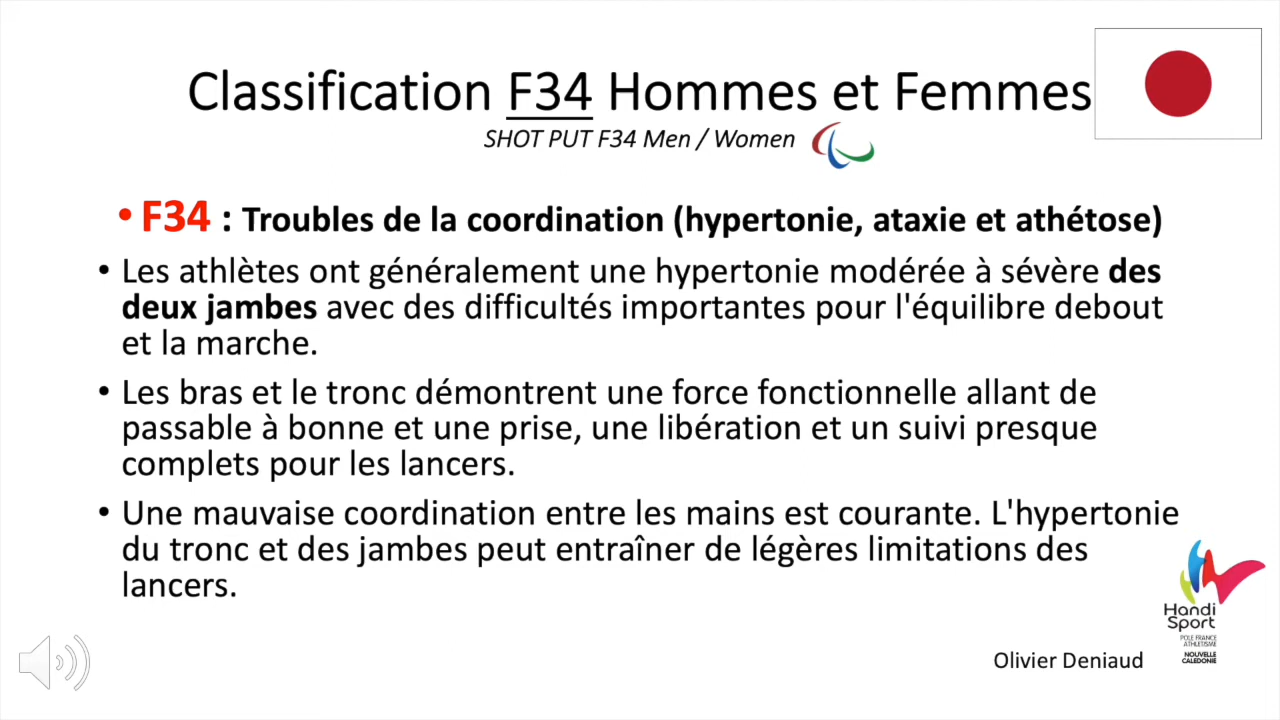 Classification F34 Hommes et Femmes
SHOT PUT F34 Men / Women
• F34 : Troubles de la coordination (hypertonie, ataxie et athétose)
• Les athlètes ont généralement une hypertonie modérée à sévère des
deux jambes avec des difficultés importantes pour l'équilibre debout
et la marche.
• Les bras et le tronc démontrent une force fonctionnelle allant de
passable à bonne et une prise, une libération et un suivi presque
complets pour les lancers.
• Une mauvaise coordination entre les mains est courante. L'hypertonie
du tronc et des jambes peut entraîner de légères limitations des
lancers.
Handi
Sport
POLE FRANCE
ATHLETISME
NOUVELLE
CALEDONIE
Olivier Deniaud